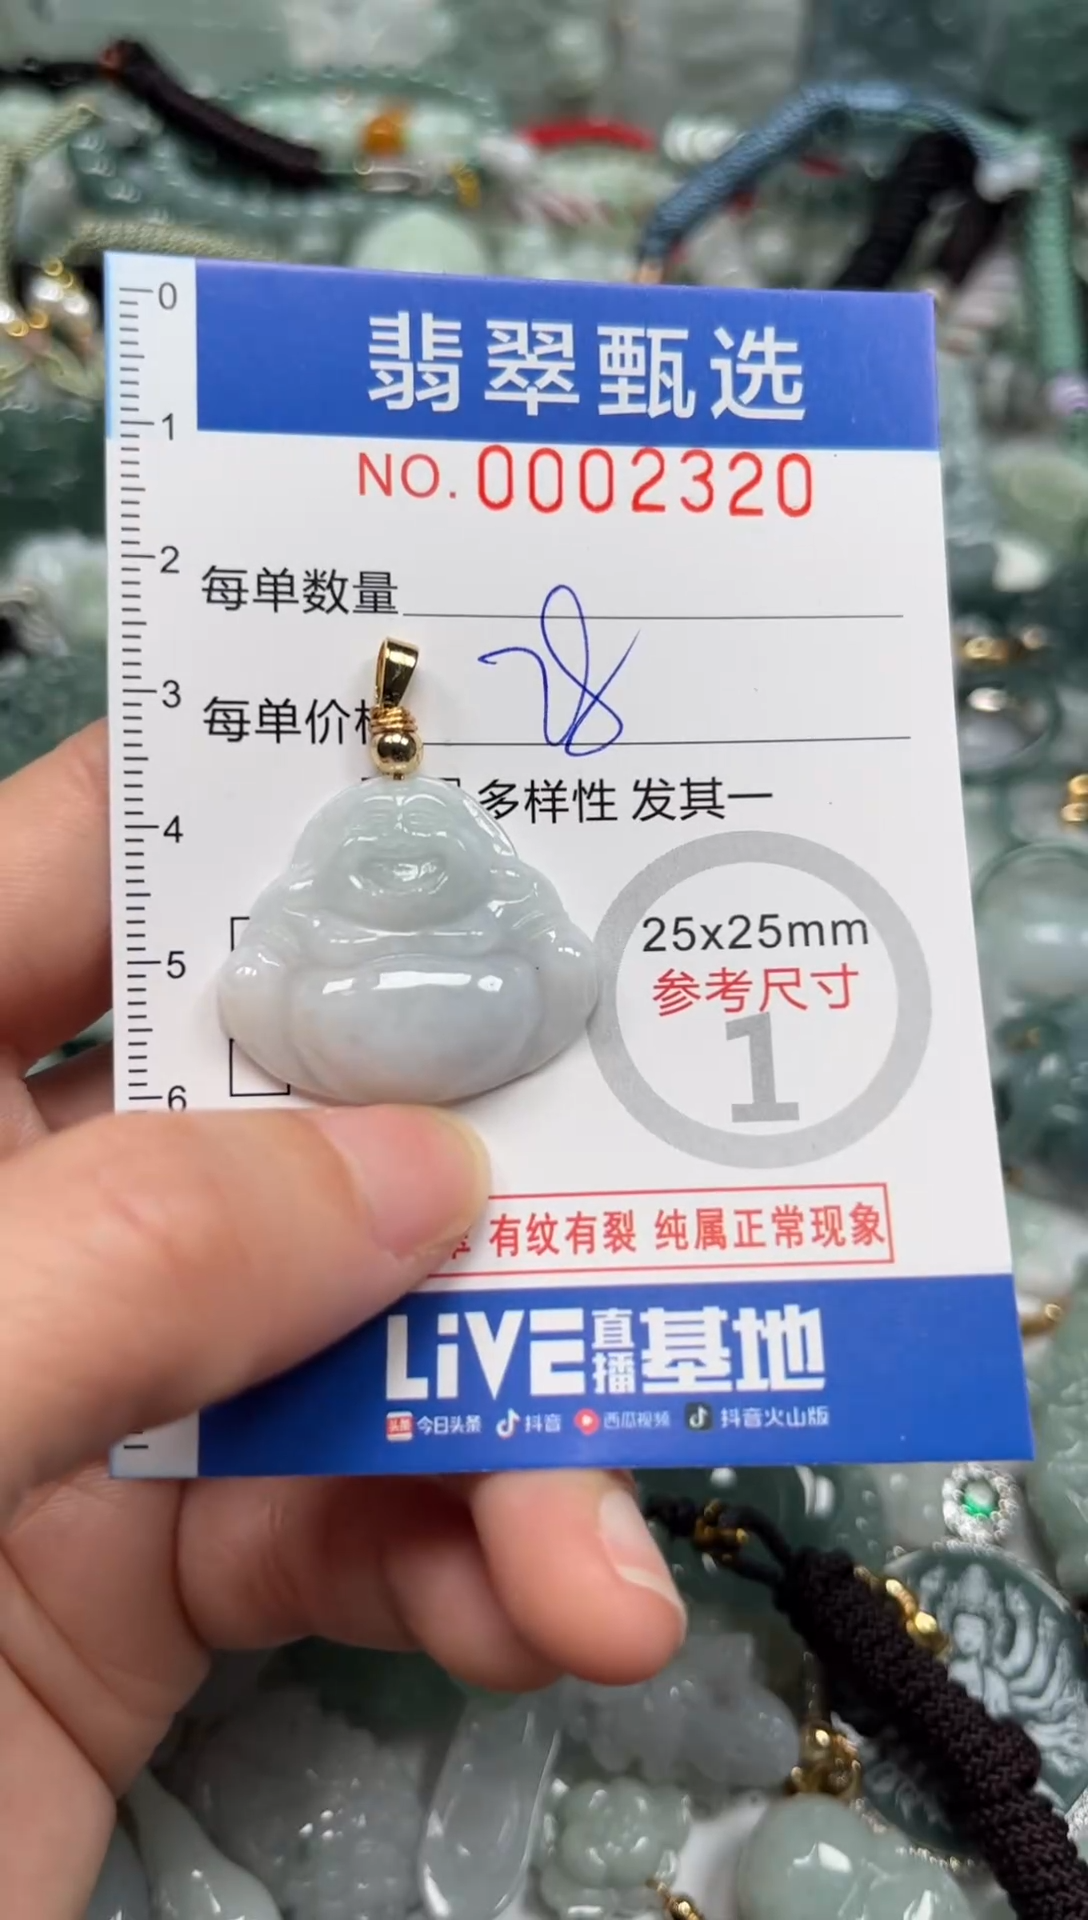 0
翡翠甄选
1
NO.0002320
2
每单数量
28
3
每单价
4
多样性 发其一
5
25x25mm
参考尺寸
1
6
有纹有裂 纯属正常现象
LiVE直播基地
头条 今日头条 抖音 西瓜视频 抖音火山版